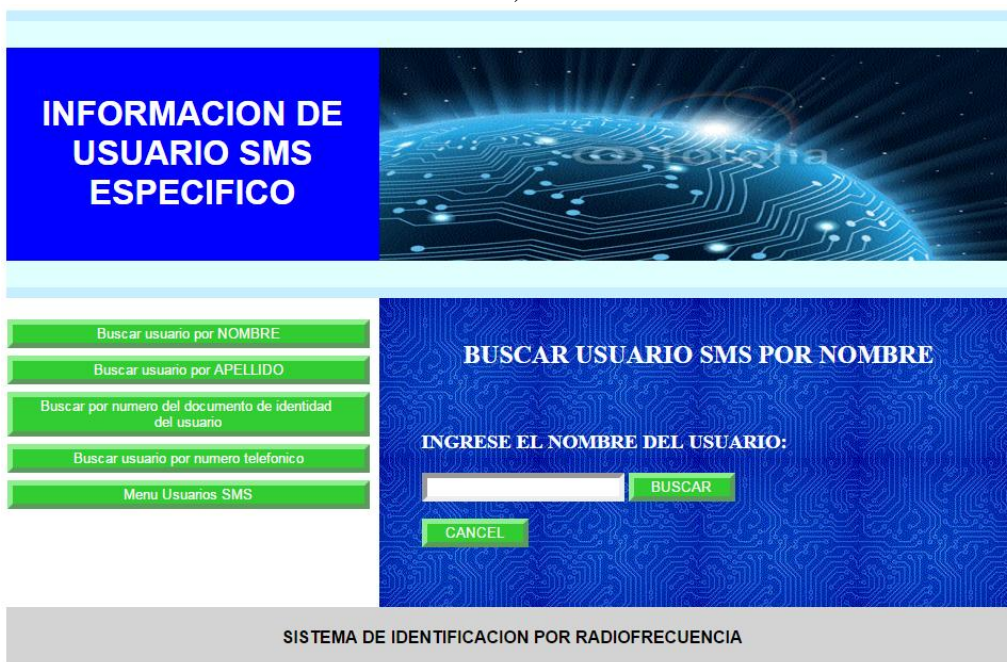 INFORMACION DE
USUARIO SMS
ESPECIFICO
fotolia
Buscar usuario por NOMBRE
Buscar usuario por APELLIDO
Buscar por numero del documento de identidad
del usuario
Buscar usuario por numero telefonico
Menu Usuarios SMS
BUSCAR USUARIO SMS POR NOMBRE
INGRESE EL NOMBRE DEL USUARIO:
BUSCAR
CANCEL
SISTEMA DE IDENTIFICACION POR RADIOFRECUENCIA